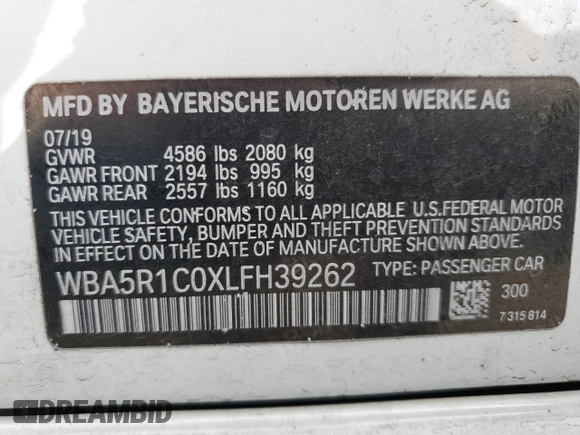 MFD BY BAYERISCHE MOTOREN WERKE AG
07/19
GVWR 4586 lbs 2080 kg
GAWR FRONT 2194 lbs 995 kg
GAWR REAR 2557 lbs 1160 kg
THIS VEHICLE CONFORMS TO ALL APPLICABLE U.S.FEDERAL MOTOR
VEHICLE SAFETY, BUMPER AND THEFT PREVENTION STANDARDS
IN EFFECT ON THE DATE OF MANUFACTURE SHOWN ABOVE.
WBA5R1C0XLFH39262 TYPE: PASSENGER CAR
300
7 315 814
DREAMBID